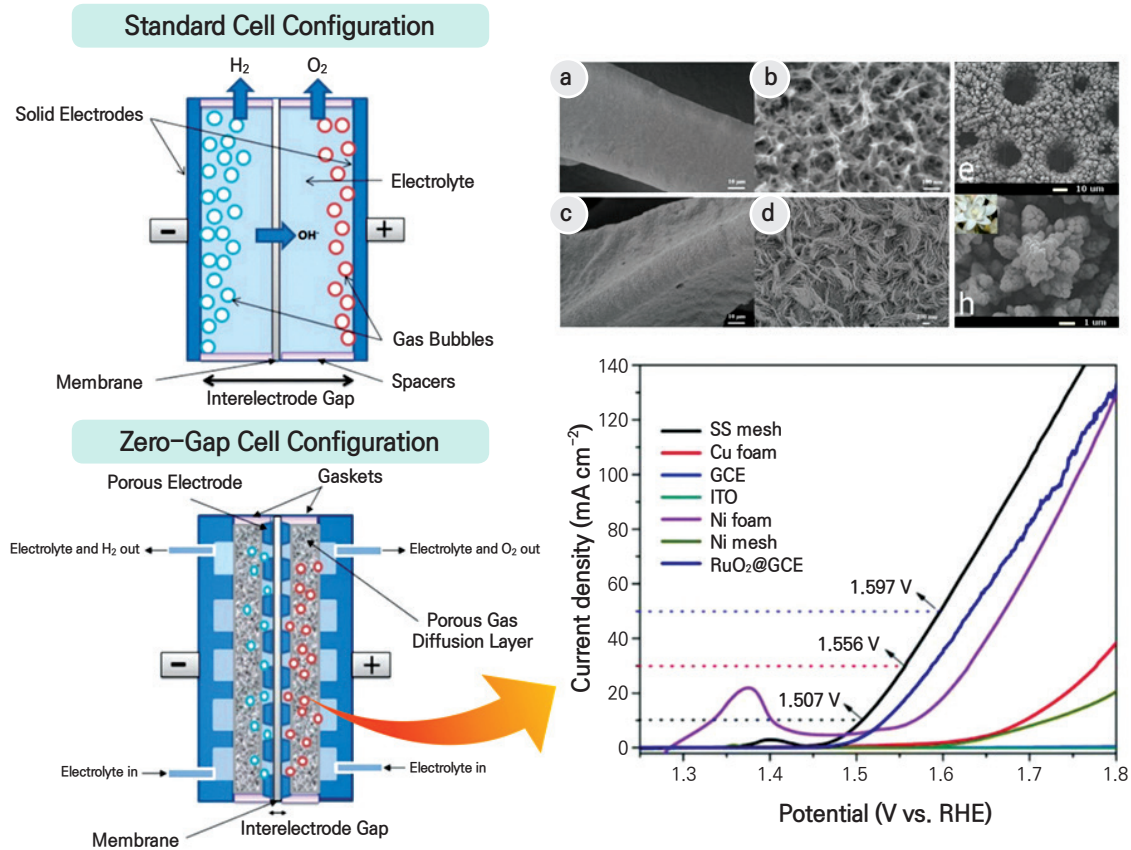 Standard Cell Configuration
H₂
O₂
Solid Electrodes
Electrolyte
−
OH⁻
+
Gas Bubbles
Membrane
Spacers
Interelectrode Gap
Zero-Gap Cell Configuration
Porous Electrode
Gaskets
Electrolyte and H₂ out
Electrolyte and O₂ out
Porous Gas
Diffusion Layer
−
+
Electrolyte in
Electrolyte in
Interelectrode Gap
Membrane
a
b
e
10 μm
10 um
c
d
h
10 μm
1 um
140
120
100
80
60
40
20
0
Current density (mA cm⁻²)
SS mesh
Cu foam
GCE
ITO
Ni foam
Ni mesh
RuO₂@GCE
1.597 V
1.556 V
1.507 V
1.3
1.4
1.5
1.6
1.7
1.8
Potential (V vs. RHE)